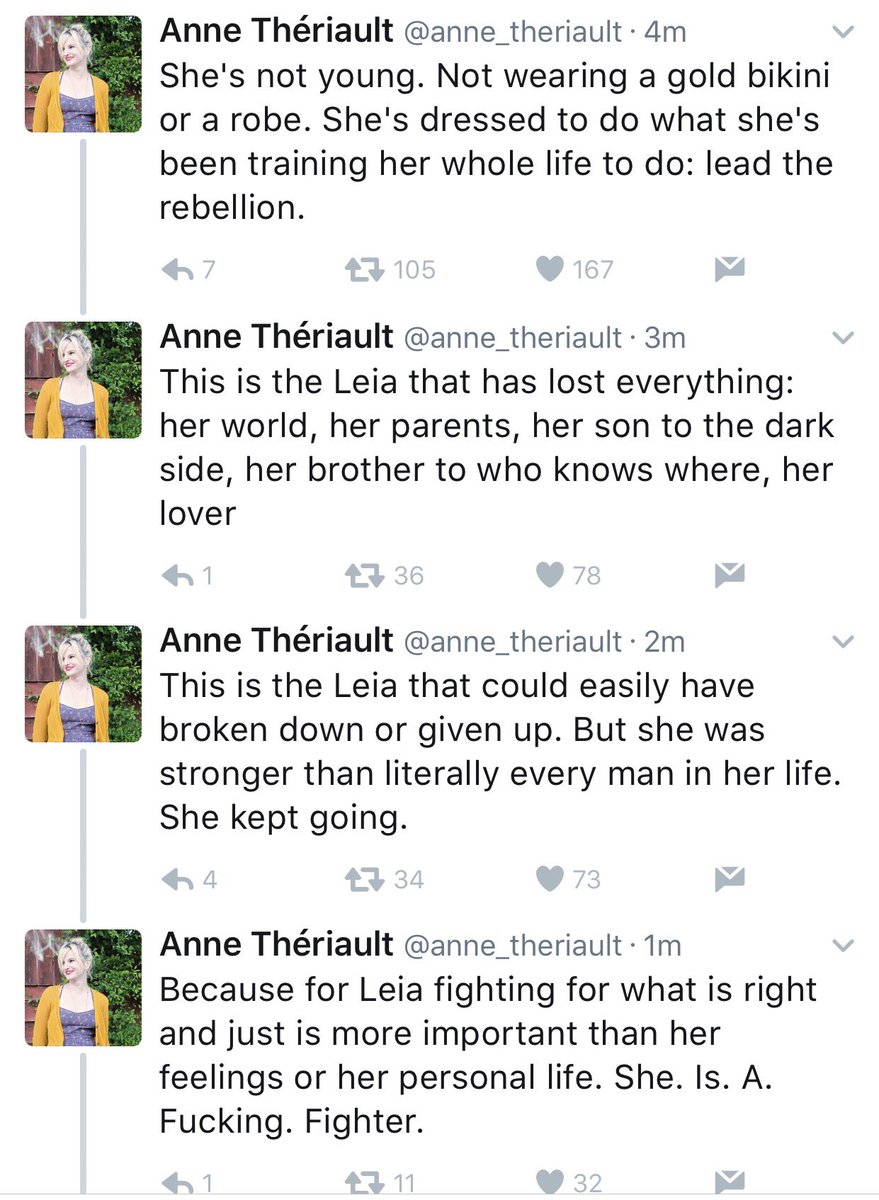 Anne Thériault @anne_theriault · 4m
She's not young. Not wearing a gold bikini
or a robe. She's dressed to do what she's
been training her whole life to do: lead the
rebellion.
7 105 167
Anne Thériault @anne_theriault · 3m
This is the Leia that has lost everything:
her world, her parents, her son to the dark
side, her brother to who knows where, her
lover
1 36 78
Anne Thériault @anne_theriault · 2m
This is the Leia that could easily have
broken down or given up. But she was
stronger than literally every man in her life.
She kept going.
4 34 73
Anne Thériault @anne_theriault · 1m
Because for Leia fighting for what is right
and just is more important than her
feelings or her personal life. She. Is. A.
Fucking. Fighter.
1 11 32